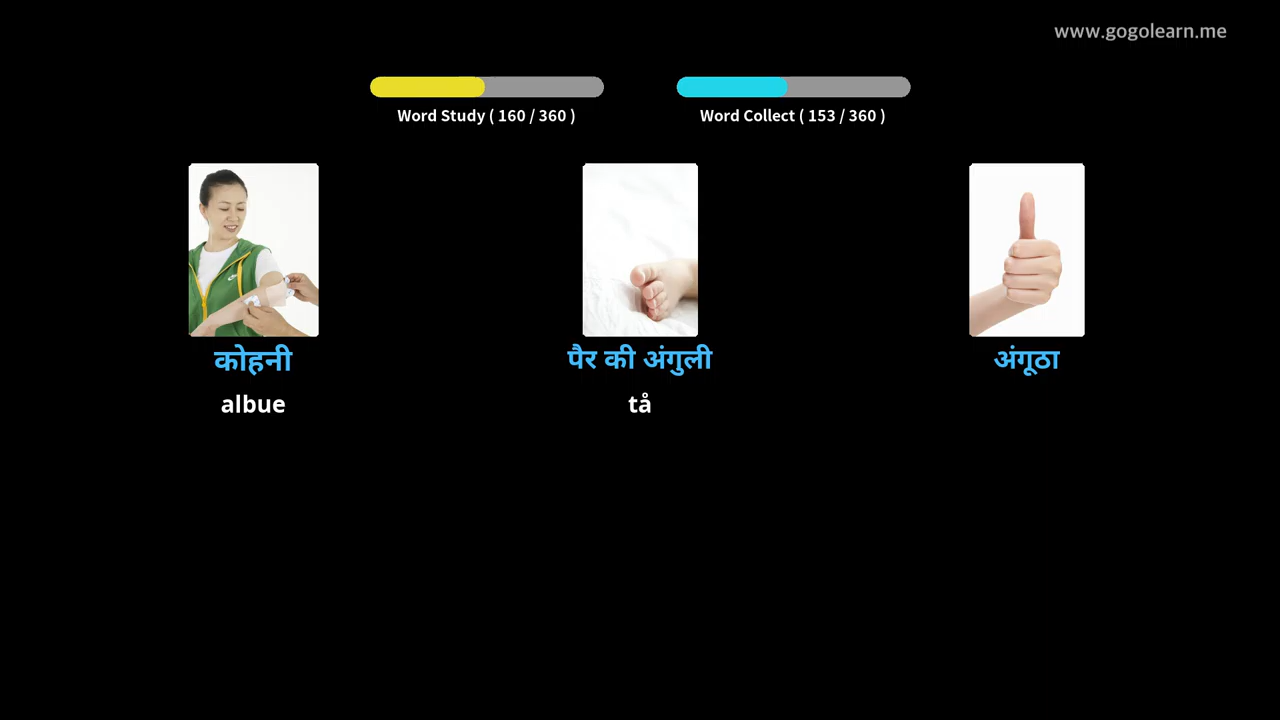 www.gogolearn.me
Word Study ( 160 / 360 )
Word Collect ( 153 / 360 )
कोहनी
albue
पैर की अंगुली
tå
अंगूठा